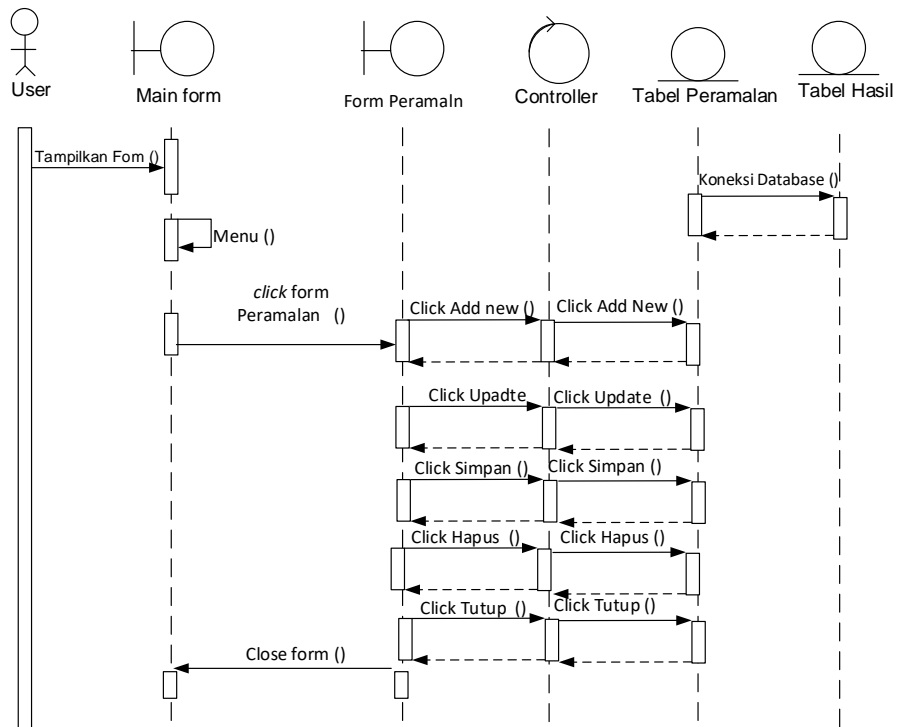 User
Main form
Form Peramaln
Controller
Tabel Peramalan
Tabel Hasil
Tampilkan Fom ()
Koneksi Database ()
Menu ()
click form
Peramalan ()
Click Add new ()
Click Add New ()
Click Upadte
Click Update ()
Click Simpan ()
Click Simpan ()
Click Hapus ()
Click Hapus ()
Click Tutup ()
Click Tutup ()
Close form ()